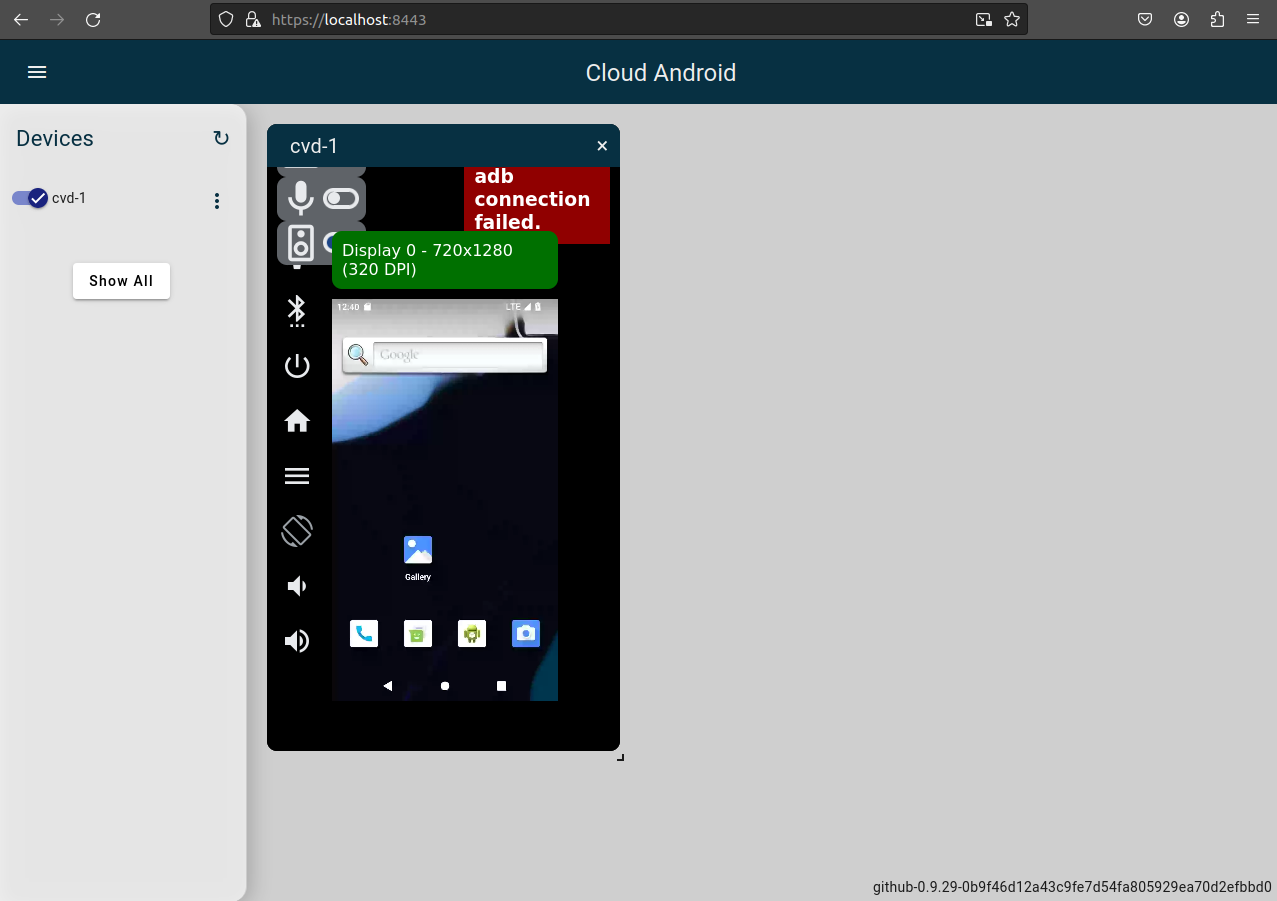 https://localhost:8443
Cloud Android
Devices
cvd-1
Show All
cvd-1
adb
connection
failed.
Display 0 - 720x1280
(320 DPI)
12:40
LTE
Google
Gallery
github-0.9.29-0b9f46d12a43c9fe7d54fa805929ea70d2efbbd0